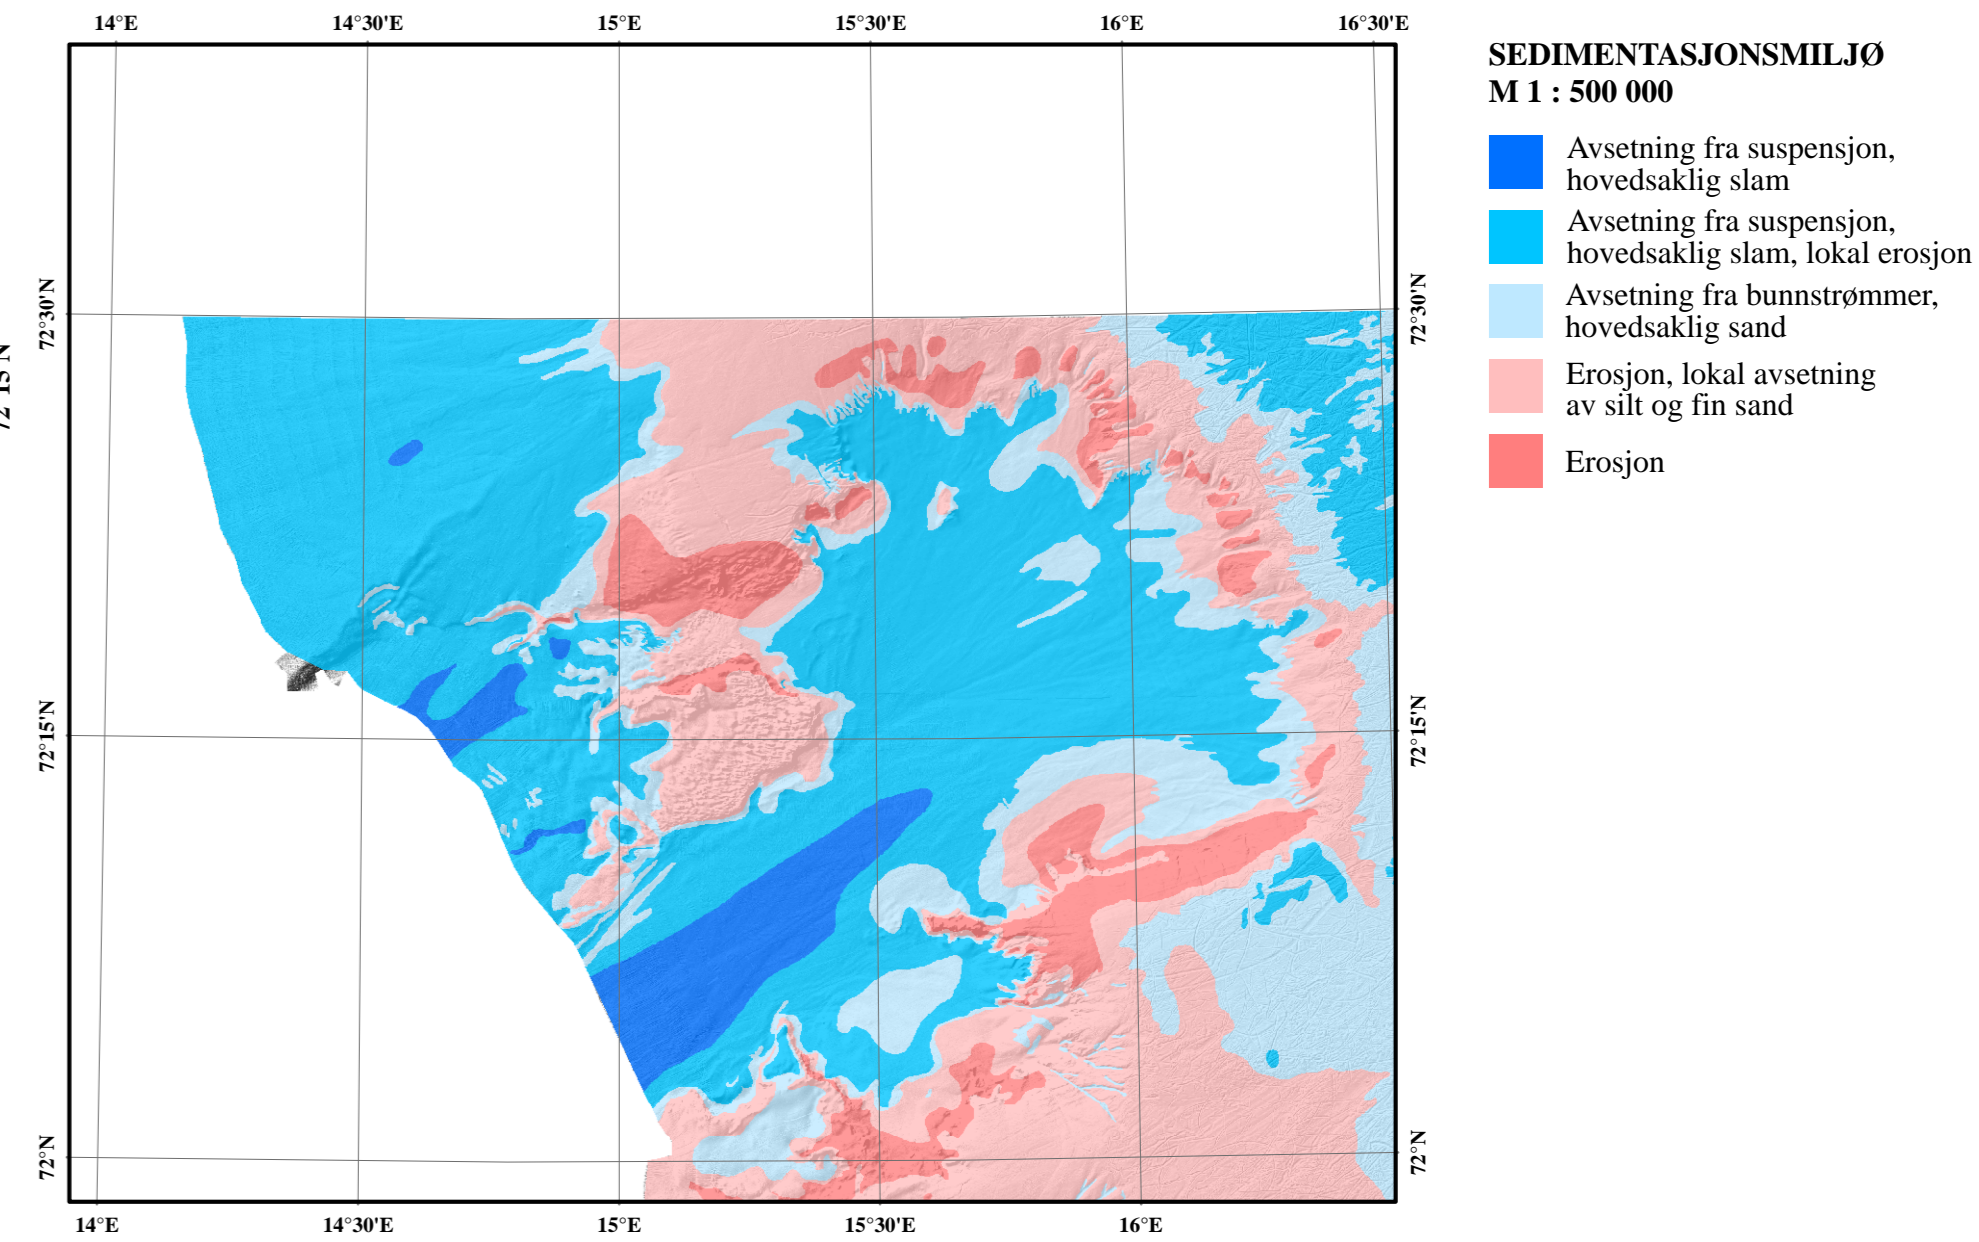 14°E 14°30'E 15°E 15°30'E 16°E 16°30'E
SEDIMENTASJONSMILJØ
M 1 : 500 000
Avsetning fra suspensjon,
hovedsaklig slam
Avsetning fra suspensjon,
hovedsaklig slam, lokal erosjon
Avsetning fra bunnstrømmer,
hovedsaklig sand
Erosjon, lokal avsetning
av silt og fin sand
Erosjon
72°30'N
72°30'N
72°15'N
72°15'N
72°N
72°N
14°E 14°30'E 15°E 15°30'E 16°E